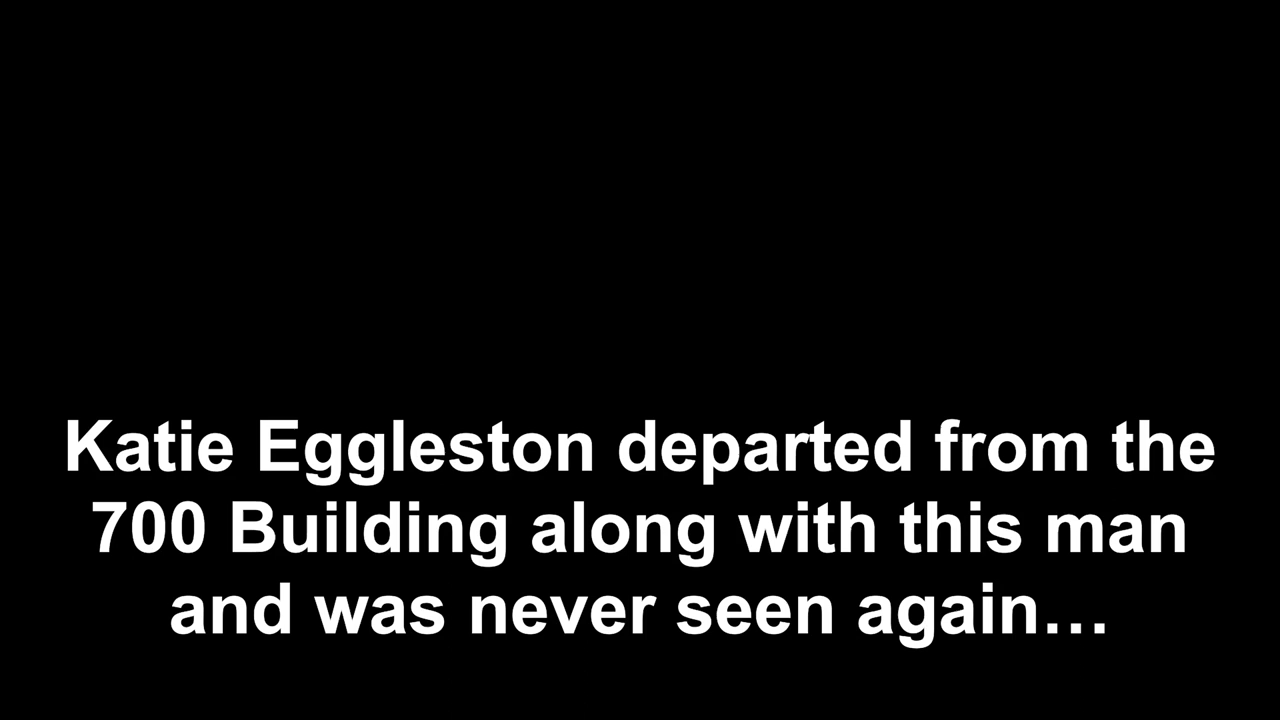 Katie Eggleston departed from the
700 Building along with this man
and was never seen again…